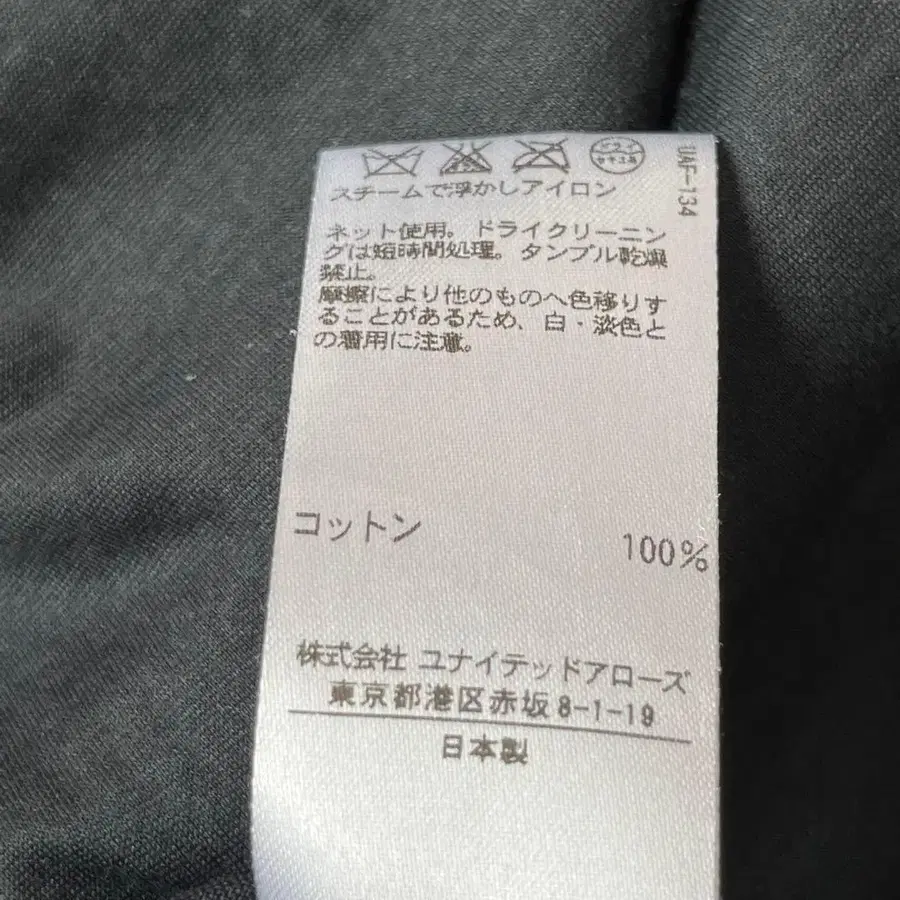 スチームで浮かしアイロン
UAF-134
ネット使用。ドライクリーニン
グは短時間処理。タンブル乾燥
禁止。
摩擦により他のものへ色移りす
ることがあるため、白・淡色と
の着用に注意。
コットン
100%
株式会社 ユナイテッドアローズ
東京都港区赤坂8-1-19
日本製